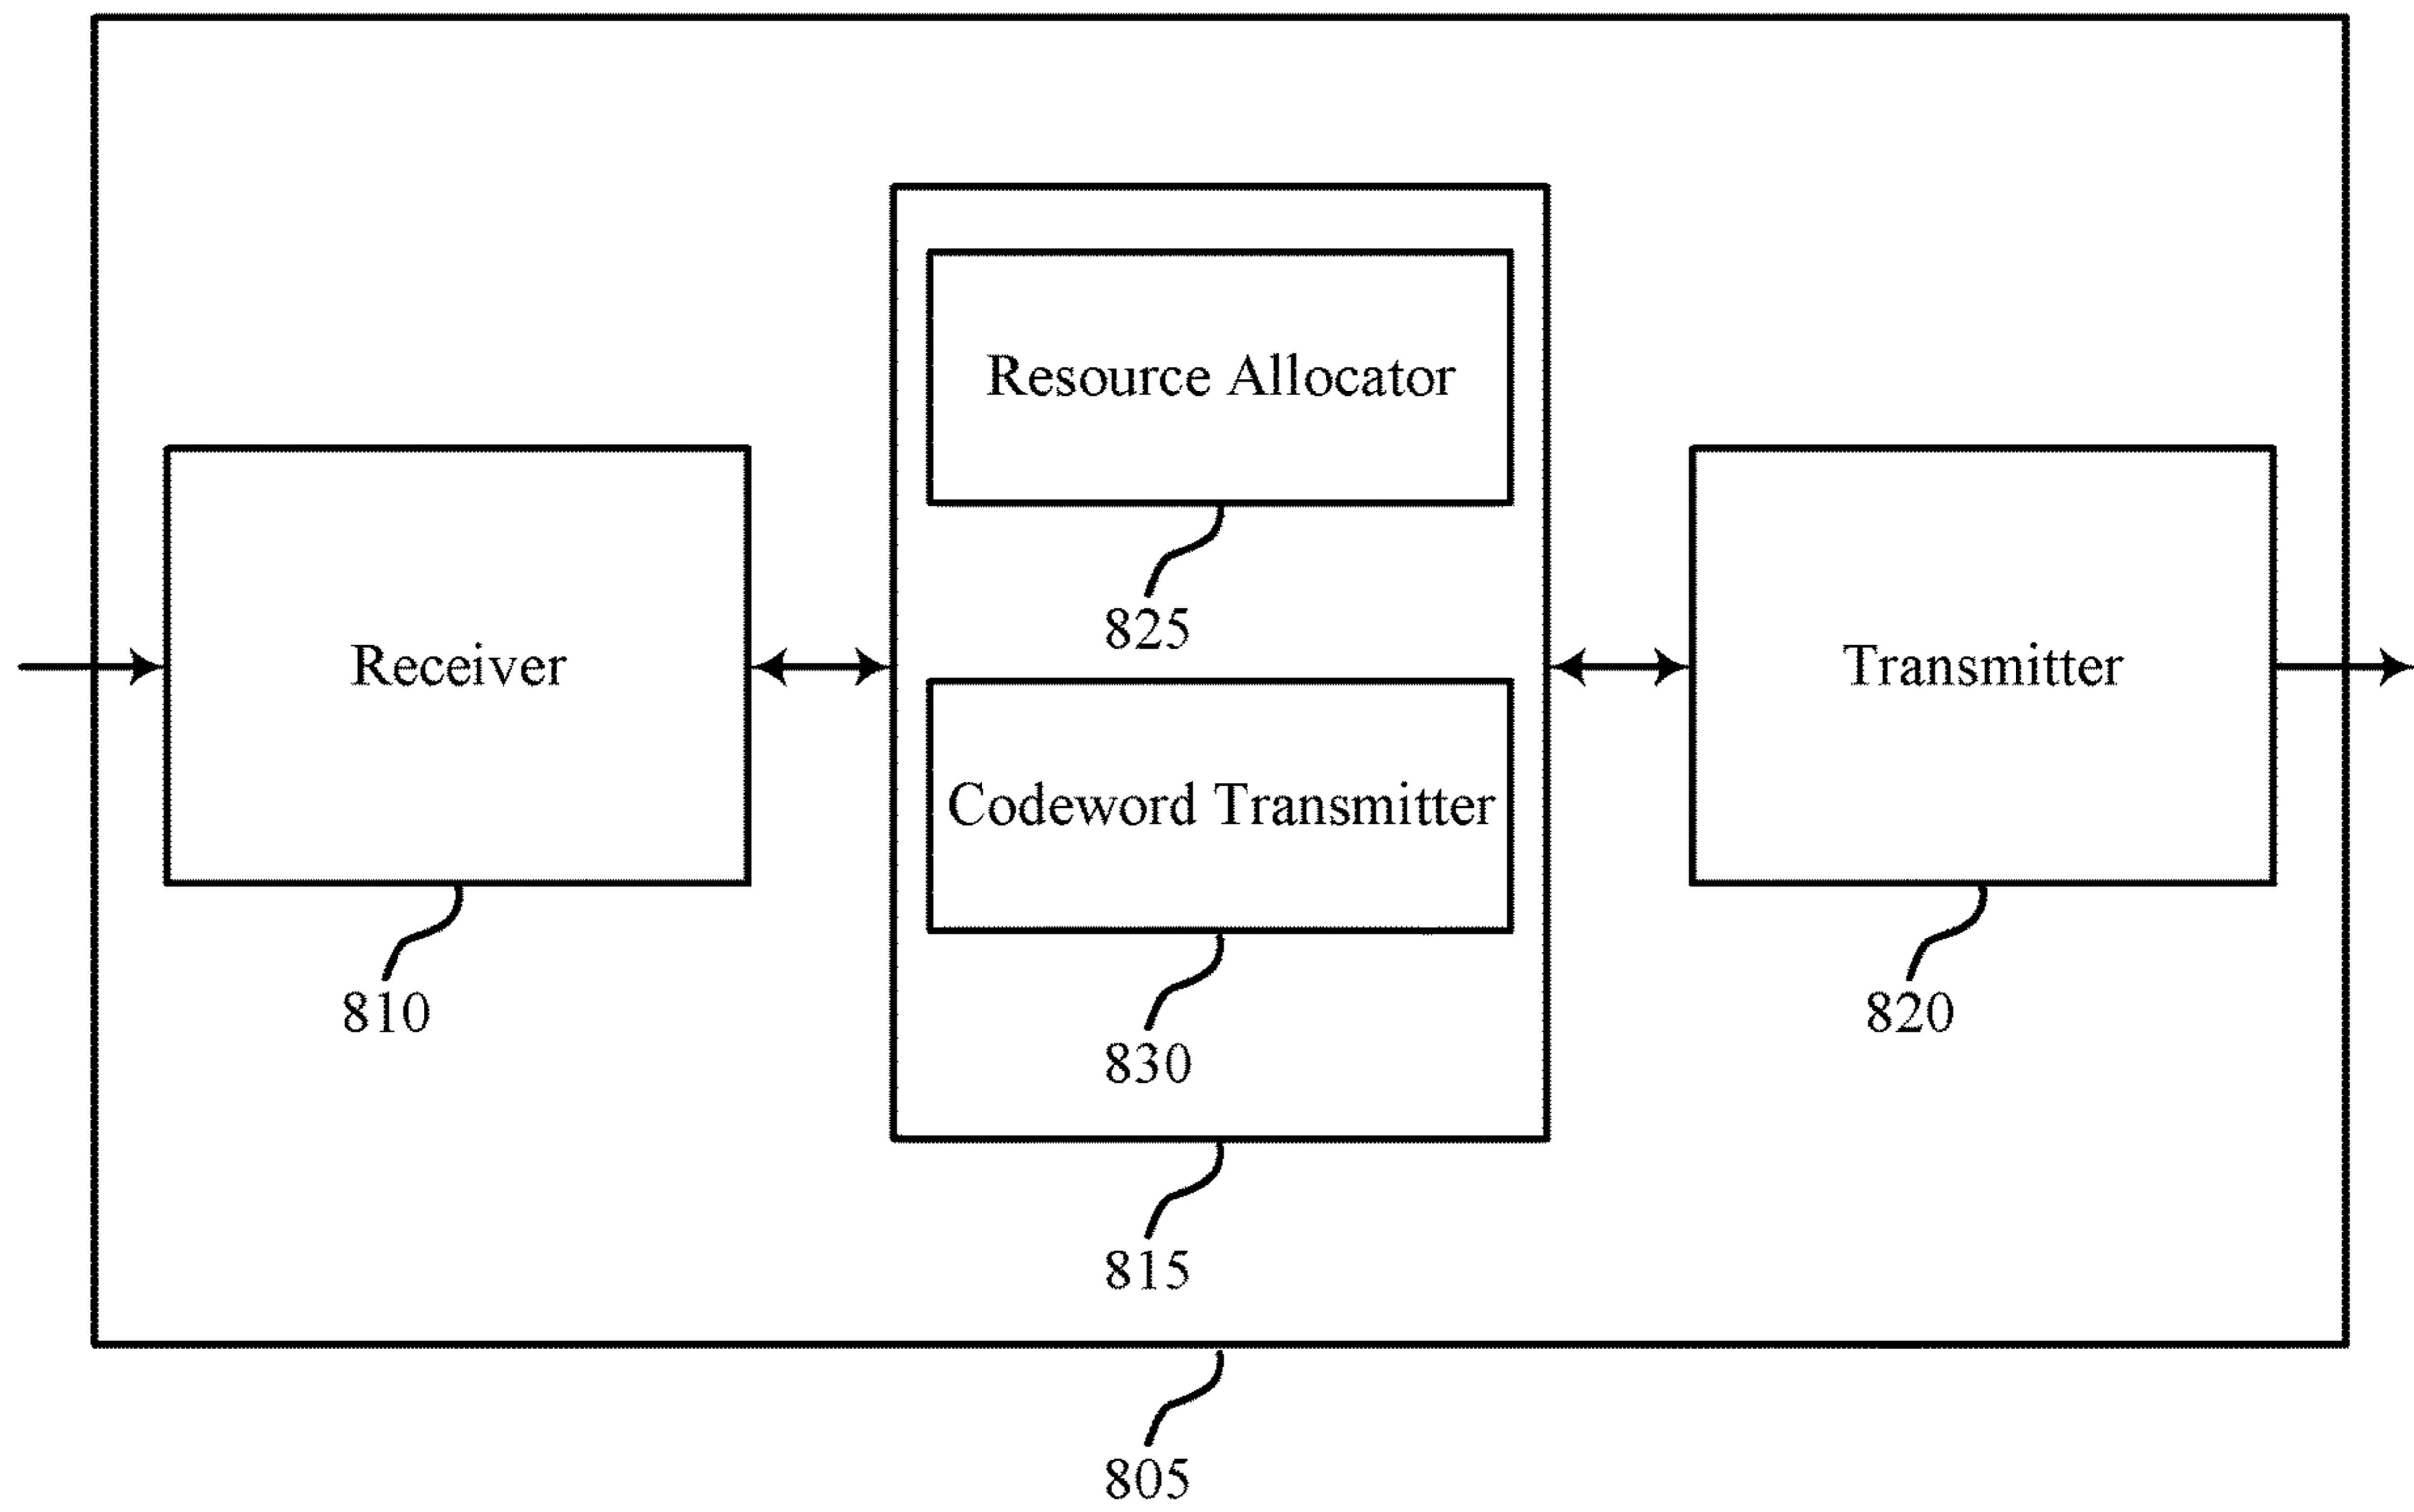 Resource Allocator
825
Receiver
Transmitter
Codeword Transmitter
810
820
830
815
805